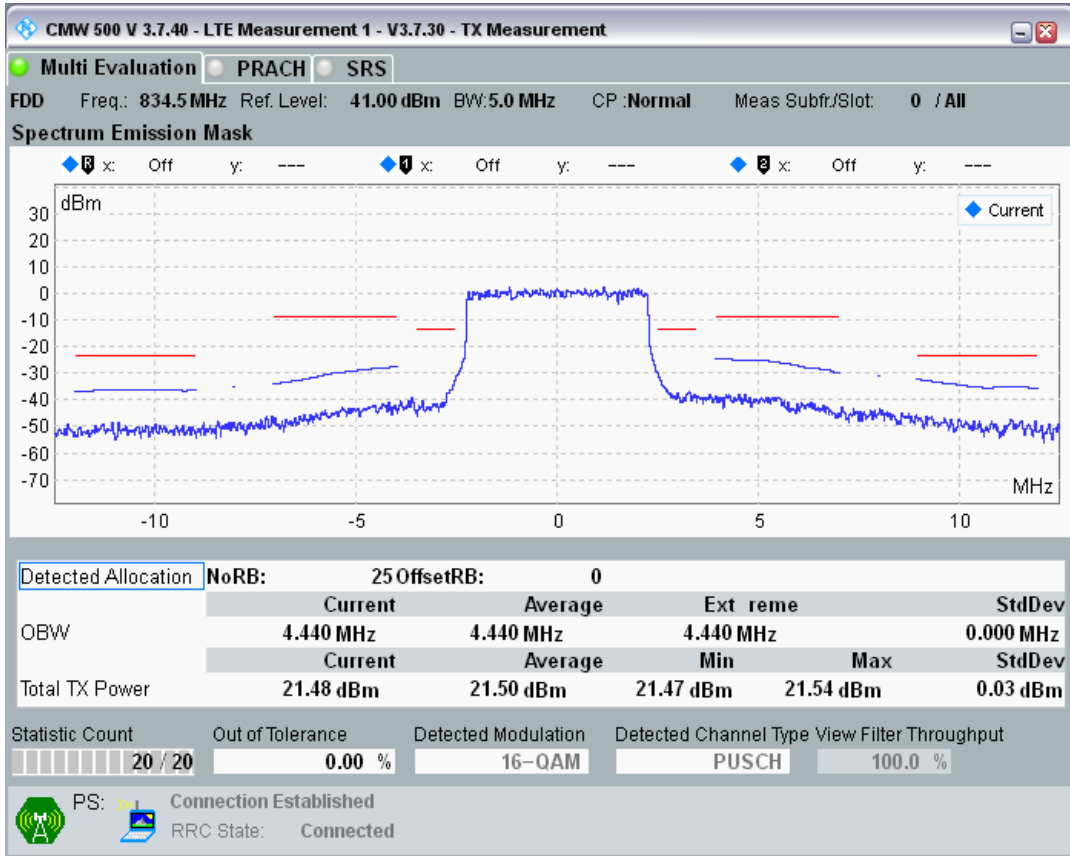 CMW 500 V 3.7.40 - LTE Measurement 1 - V3.7.30 - TX Measurement
Multi Evaluation PRACH SRS
FDD Freq.: 834.5 MHz Ref. Level: 41.00 dBm BW:5.0 MHz CP :Normal Meas Subfr./Slot: 0 / All
Spectrum Emission Mask
R x: Off y: --- 1 x: Off y: --- 2 x: Off y: ---
dBm
Current
30
20
10
0
-10
-20
-30
-40
-50
-60
-70
MHz
-10 -5 0 5 10
Detected Allocation NoRB: 25 OffsetRB: 0
Current Average Ext reme StdDev
OBW 4.440 MHz 4.440 MHz 4.440 MHz 0.000 MHz
Current Average Min Max StdDev
Total TX Power 21.48 dBm 21.50 dBm 21.47 dBm 21.54 dBm 0.03 dBm
Statistic Count Out of Tolerance Detected Modulation Detected Channel Type View Filter Throughput
20 / 20 0.00 % 16-QAM PUSCH 100.0 %
PS: Connection Established
RRC State: Connected